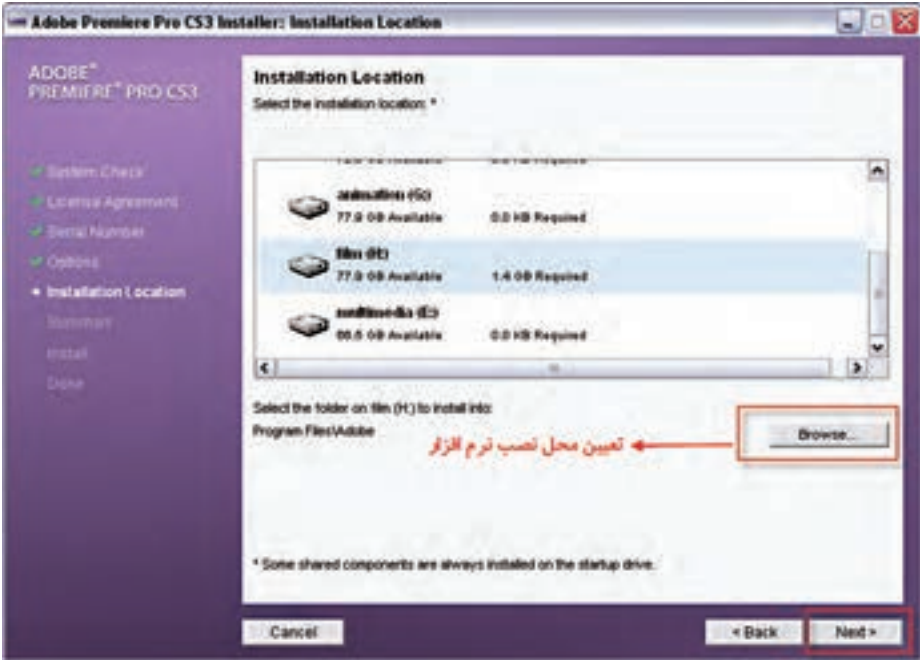 Adobe Premiere Pro CS3 Installer: Installation Location
ADOBE®
PREMIERE® PRO CS3
System Check
License Agreement
Serial Number
Options
Installation Location
Summary
Install
Done
Installation Location
Select the installation location: *
animation (G:)
77.9 GB Available 0.0 KB Required
film (H:)
77.9 GB Available 1.4 GB Required
multimedia (E:)
0.0 KB Required
Select the folder on film (H:) to install into:
Program Files\Adobe
Browse...
تعیین محل نصب نرم افزار
* Some shared components are always installed on the startup drive.
Cancel
< Back
Next >